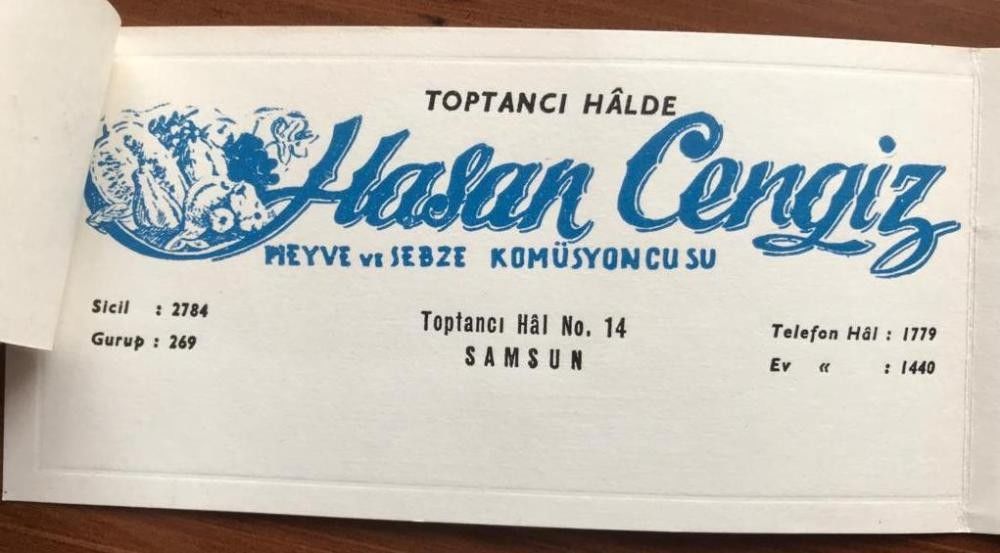 TOPTANCI HÂLDE
Hasan Cengiz
MEYVE ve SEBZE KOMÜSYONCUSU
Sicil : 2784
Gurup : 269
Toptancı Hâl No. 14
SAMSUN
Telefon Hâl : 1779
Ev « : 1440